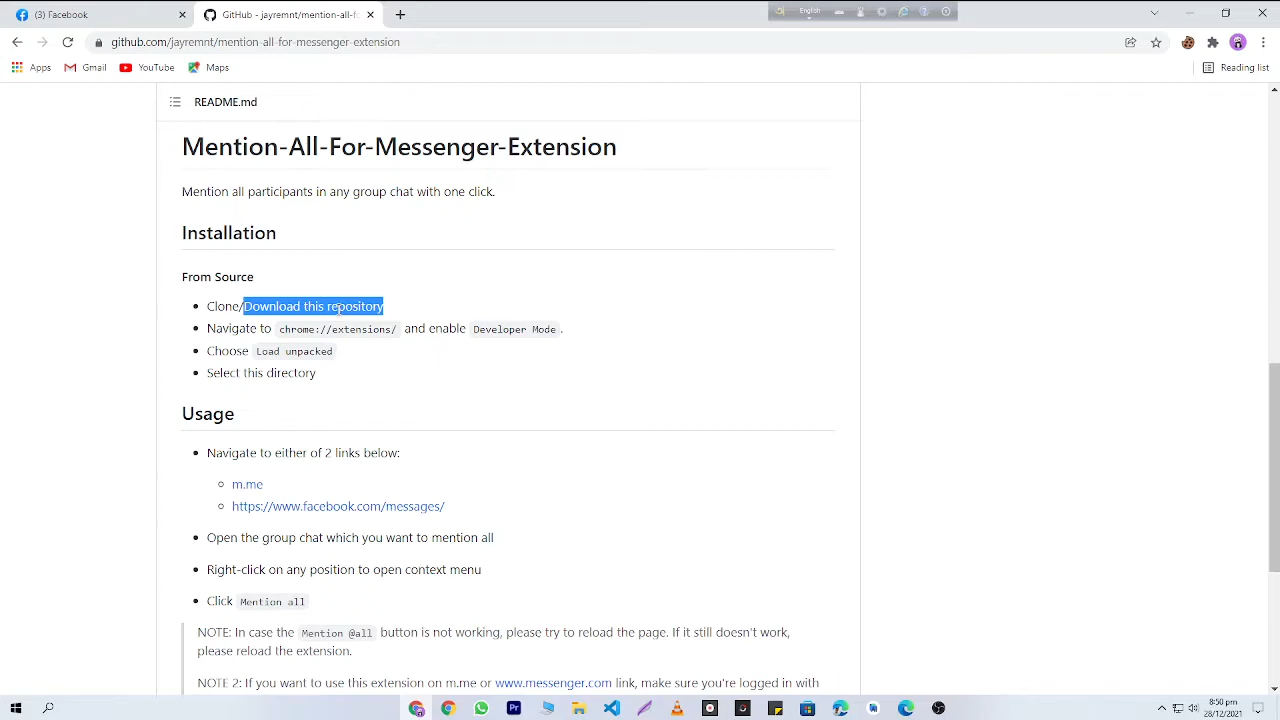 (3) Facebook
GitHub - jayremnt/mention-all-fo
English
github.com/jayremnt/mention-all-for-messenger-extension
Apps
Gmail
YouTube
Maps
Reading list
README.md
Mention-All-For-Messenger-Extension
Mention all participants in any group chat with one click.
Installation
From Source
Clone/Download this repository
Navigate to chrome://extensions/ and enable Developer Mode.
Choose Load unpacked
Select this directory
Usage
Navigate to either of 2 links below:
m.me
https://www.facebook.com/messages/
Open the group chat which you want to mention all
Right-click on any position to open context menu
Click Mention all
NOTE: In case the Mention @all button is not working, please try to reload the page. If it still doesn't work,
please reload the extension.
NOTE 2: If you want to use this extension on m.me or www.messenger.com link, make sure you're logged in with
8:50 pm
28/12/2021